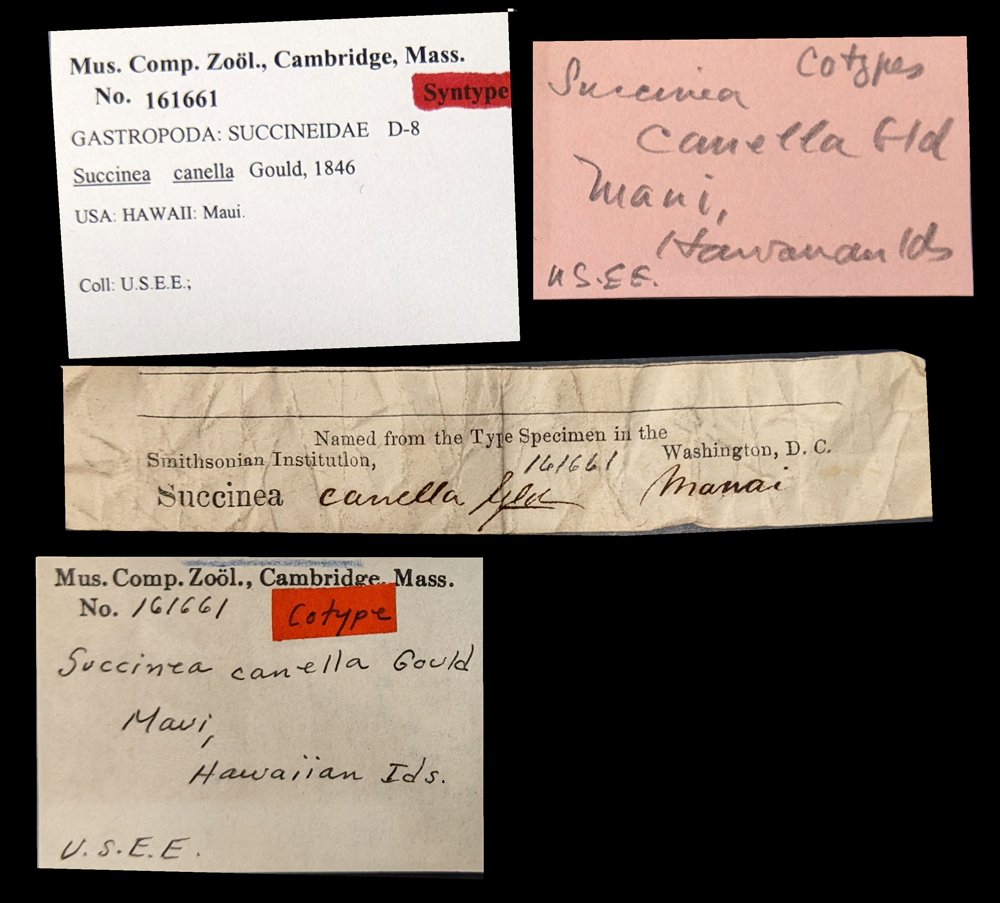 Mus. Comp. Zoöl., Cambridge, Mass.
No. 161661 Syntype
GASTROPODA: SUCCINEIDAE D-8
Succinea canella Gould, 1846
USA: HAWAII: Maui.
Coll: U.S.E.E.;
Cotypes
Succinea
canella Gld
Maui,
Hawaiian Ids
U.S.E.E.
Named from the Type Specimen in the
Smithsonian Institution, 161661 Washington, D. C.
Succinea canella Gld Mauai
Mus. Comp. Zoöl., Cambridge, Mass.
No. 161661 Cotype
Succinea canella Gould
Maui,
Hawaiian Ids.
U.S.E.E.